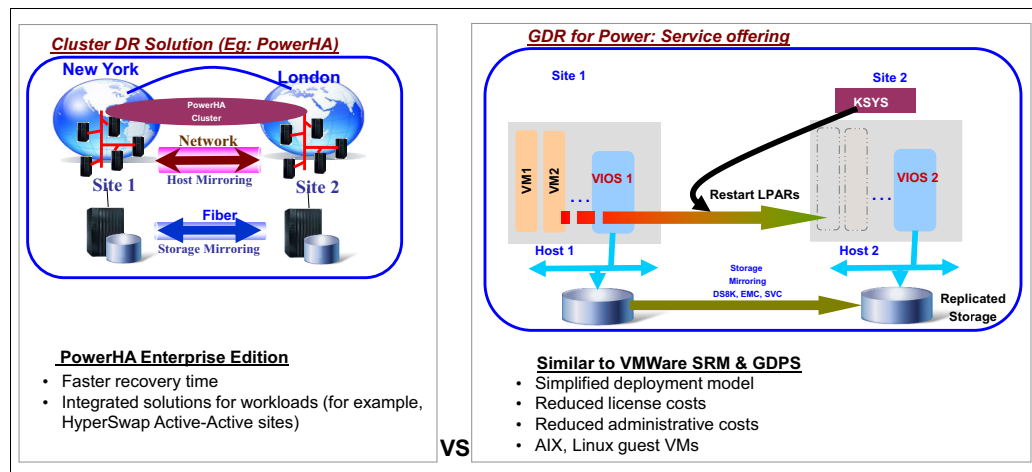 Cluster DR Solution (Eg: PowerHA)
New York
London
PowerHA
Cluster
Network
Host Mirroring
Site 1
Site 2
Fiber
Storage Mirroring
PowerHA Enterprise Edition
• Faster recovery time
• Integrated solutions for workloads (for example,
HyperSwap Active-Active sites)
VS
GDR for Power: Service offering
Site 1
Site 2
KSYS
VM1
VM2
...
VIOS 1
Restart LPARs
...
VIOS 2
Host 1
Host 2
Storage
Mirroring
DS8K, EMC, SVC
Replicated
Storage
Similar to VMWare SRM & GDPS
• Simplified deployment model
• Reduced license costs
• Reduced administrative costs
• AIX, Linux guest VMs